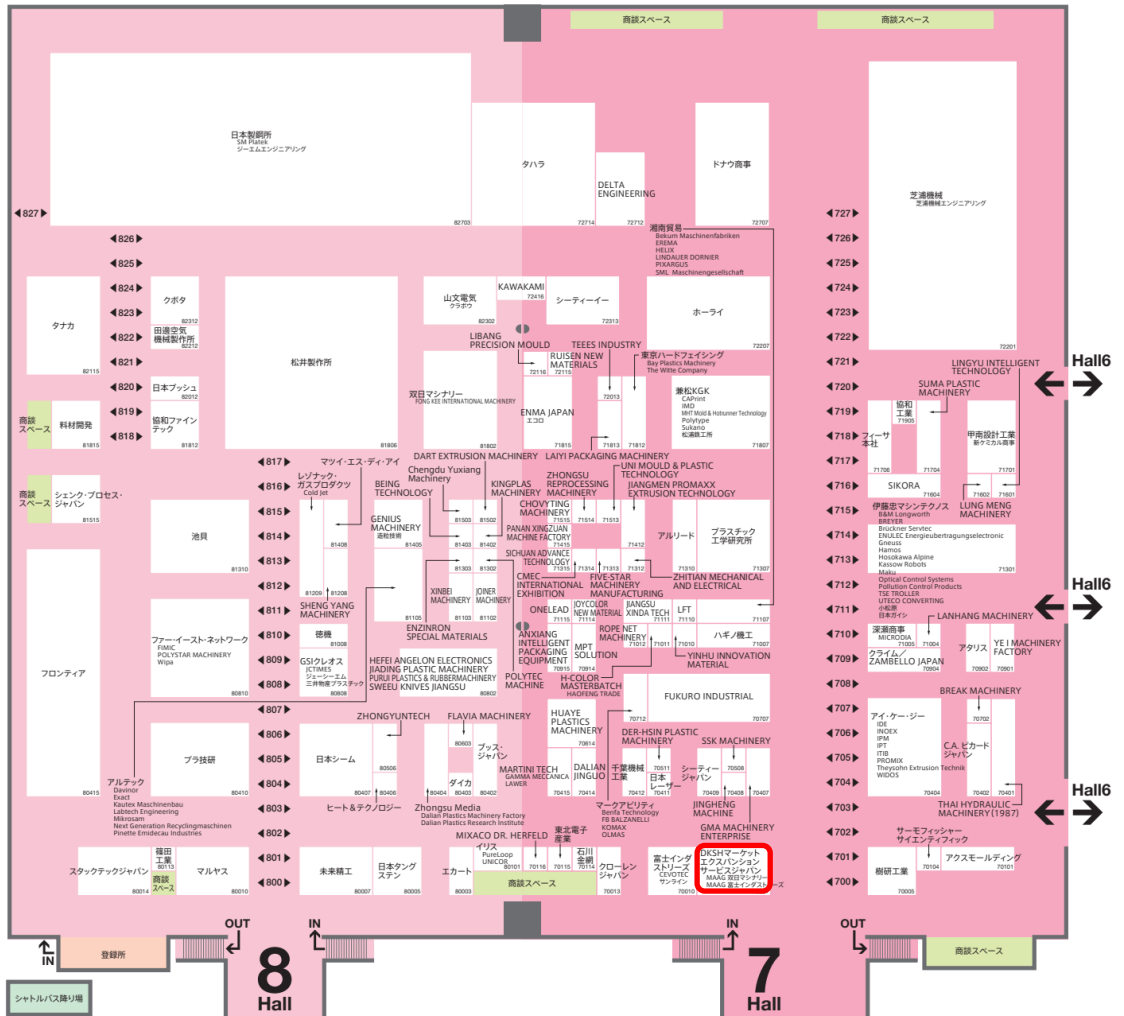 商談スペース
商談スペース
日本製鋼所
SM Platek
ジーエムエンジニアリング
82703
タハラ
72714
DELTA
ENGINEERING
72712
ドナウ商事
72707
芝浦機械
芝浦機械エンジニアリング
72201
◀827▶
◀826▶
◀825▶
◀824▶
◀823▶
◀822▶
◀821▶
◀820▶
◀819▶
◀818▶
◀727▶
◀726▶
◀725▶
◀724▶
◀723▶
◀722▶
◀721▶
◀720▶
◀719▶
◀718▶
◀717▶
◀716▶
湘南貿易
Bekum Maschinenfabriken
EREMA
HELIX
LINDAUER DORNIER
PIXARGUS
SML Maschinengesellschaft
タナカ
82115
クボタ
82312
田邊空気
機械製作所
82212
日本プッシュ
82012
協和ファイン
テック
81812
商談
スペース
料材開発
81815
松井製作所
81806
山文電気
クラボウ
82302
KAWAKAMI
72416
シーティーイー
72313
ホーライ
72207
LIBANG
PRECISION MOULD
72116
RUISEN NEW
MATERIALS
72115
TEEES INDUSTRY
72013
東京ハードフェイシング
Bay Plastics Machinery
The Witte Company
双日マシナリー
FONG KEE INTERNATIONAL MACHINERY
81802
ENMA JAPAN
エコロ
71815
71813
71812
兼松KGK
CAPrint
IMD
MHT Mold & Hotrunner Technology
Polytype
Sukano
松浦鉄工所
71807
LINGYU INTELLIGENT
TECHNOLOGY
SUMA PLASTIC
MACHINERY
協和
工業
71905
フィーサ
本社
71706
71704
甲南設計工業
新ケミカル商事
71701
SIKORA
71604
71602
71601
LUNG MENG
MACHINERY
Hall6
DART EXTRUSION MACHINERY
LAIYI PACKAGING MACHINERY
◀817▶
◀816▶
◀815▶
◀814▶
◀813▶
◀812▶
◀811▶
◀810▶
◀809▶
◀808▶
◀807▶
◀806▶
◀805▶
◀804▶
◀803▶
◀802▶
◀801▶
◀800▶
マツイ・エス・ディ・アイ
レゾナック・
ガスプロダクツ
Cold Jet
81408
81209
81208
SHENG YANG
MACHINERY
商談
スペース
シェンク・プロセス・
ジャパン
81515
池貝
81310
Chengdu Yuxiang
Machinery
BEING
TECHNOLOGY
KINGPLAS
MACHINERY
GENIUS
MACHINERY
造粒技術
81405
81503
81502
81403
81402
81303
81302
XINBEI
MACHINERY
81103
JOINER
MACHINERY
81102
81105
ENZINRON
SPECIAL MATERIALS
ZHONGSU
REPROCESSING
MACHINERY
UNI MOULD & PLASTIC
TECHNOLOGY
JIANGMEN PROMAXX
EXTRUSION TECHNOLOGY
CHOVYTING
MACHINERY
71515
71514
71513
PANAN XINGZUAN
MACHINE FACTORY
71415
71412
SICHUAN ADVANCE
TECHNOLOGY
71315
71314
71313
71312
アルリード
71310
プラスチック
工学研究所
71307
CMEC
INTERNATIONAL
EXHIBITION
FIVE-STAR
MACHINERY
MANUFACTURING
ZHITIAN MECHANICAL
AND ELECTRICAL
◀715▶
◀714▶
◀713▶
◀712▶
◀711▶
◀710▶
◀709▶
◀708▶
◀707▶
◀706▶
◀705▶
◀704▶
◀703▶
◀702▶
◀701▶
◀700▶
伊藤忠マシンテクノス
B&M Longworth
BREYER
Brückner Servtec
ENULEC Energieubertragungselectronic
Gneuss
Hamos
Hosokawa Alpine
Kassow Robots
Maku
Optical Control Systems
Pollution Control Products
TSE TROLLER
UTECO CONVERTING
小松原
日本ガイシ
71301
Hall6
ONELEAD
71115
JOYCOLOR
NEW MATERIAL
71114
JIANGSU
XINDA TECH
71111
LFT
71110
71107
ROPE NET
MACHINERY
71012
71011
71010
ハギノ機工
71007
YINHU INNOVATION
MATERIAL
ANXIANG
INTELLIGENT
PACKAGING
EQUIPMENT
70915
MPT
SOLUTION
70914
H-COLOR
MASTERBATCH
HAOFENG TRADE
深瀬商事
MICRODIA
71005
71004
LANHANG MACHINERY
クライム/
ZAMBELLO JAPAN
70904
アタリス
70902
YE I MACHINERY
FACTORY
70901
フロンティア
80415
ファー・イースト・ネットワーク
FIMIC
POLYSTAR MACHINERY
Wipa
80810
徳機
81008
GSIクレオス
JCTIMES
ジェーシーエム
三井物産プラスチック
80808
HEFEI ANGELON ELECTRONICS
JIADING PLASTIC MACHINERY
PURUI PLASTICS & RUBBERMACHINERY
SWEEU KNIVES JIANGSU
80802
POLYTEC
MACHINE
FUKURO INDUSTRIAL
70712
70707
HUAYE
PLASTICS
MACHINERY
70614
アイ・ケー・ジー
IDE
INOEX
IPM
IPT
ITIB
PROMIX
Theysohn Extrusion Technik
WIDOS
70404
BREAK MACHINERY
70702
C.A. ピカード
ジャパン
70402
70401
THAI HYDRAULIC
MACHINERY (1987)
Hall6
アルテック
Davinor
Exact
Kautex Maschinenbau
Labtech Engineering
Mikrosam
Next Generation Recyclingmaschinen
Pinette Emidecau Industries
プラ技研
80410
日本シーム
80407
ZHONGYUNTECH
80506
80406
ヒート&テクノロジー
80404
Zhongsu Media
Dalian Plastics Machinery Factory
Dalian Plastics Research Institute
FLAVIA MACHINERY
80603
ダイカ
80403
ブッス・
ジャパン
80402
MARTINI TECH
GAMMA MECCANICA
LAWER
70415
DALIAN
JINGUO
70414
DER-HSIN PLASTIC
MACHINERY
千葉機械
工業
70412
70511
日本
レーザー
70411
マークアビリティ
Benfa Technology
FB BALZANELLI
KOMAX
OLMAS
SSK MACHINERY
シーティー
ジャパン
70409
70508
70408
70407
JINGHENG
MACHINE
GMA MACHINERY
ENTERPRISE
MIXACO DR. HERFELD
東北電子
産業
スタックテックジャパン
80014
篠田
工業
80113
商談
スペース
マルヤス
80010
未来精工
80007
日本タング
ステン
80005
エカート
80003
イリス
PureLoop
UNICOR
80101
70116
70115
石川
金網
70114
商談スペース
クローレン
ジャパン
70013
富士インダ
ストリーズ
CEVOTEC
サンライン
70010
DKSHマーケット
エクスパンション
サービスジャパン
MAAG 双日マシナリー
MAAG 富士インダストリーズ
樹研工業
70005
サーモフィッシャー
サイエンティフィック
70104
アクスモールディング
70101
IN
登録所
OUT
IN
8
Hall
IN
7
Hall
OUT
商談スペース
シャトルバス降り場